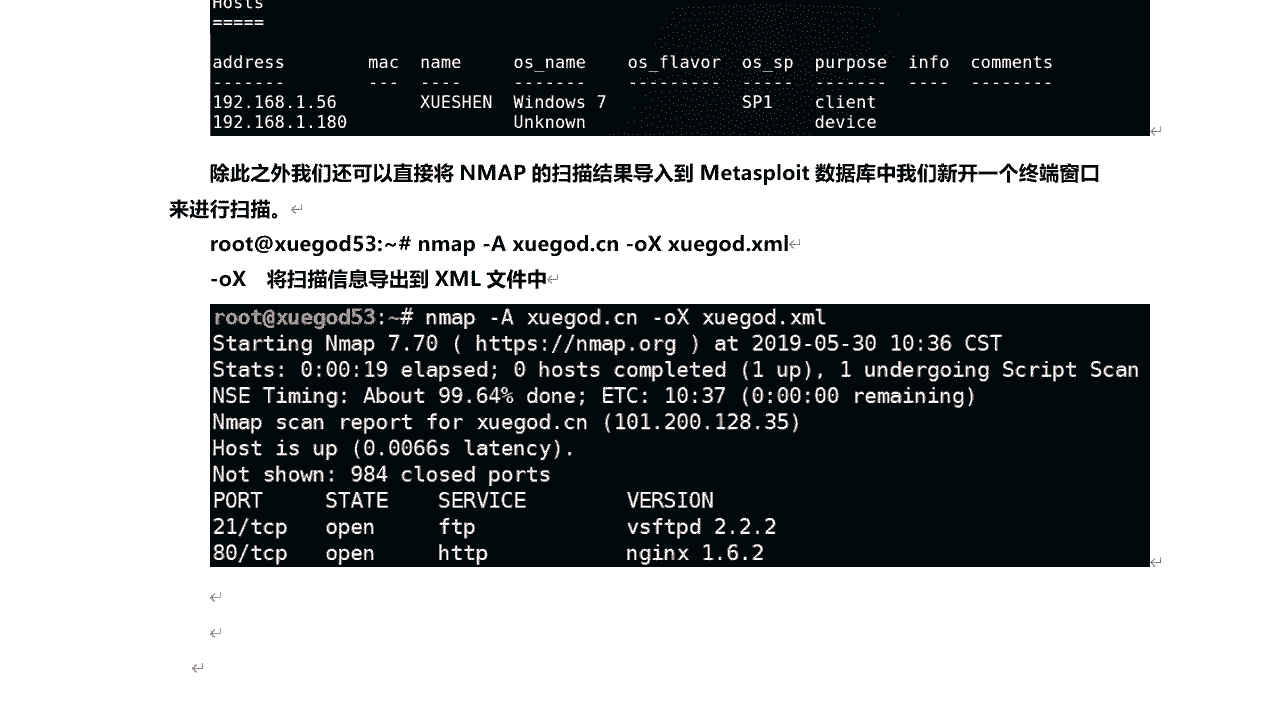 Hosts
=====
address mac name os_name os_flavor os_sp purpose info comments
------- --- ---- ------- --------- ----- ------- ---- --------
192.168.1.56 XUESHEN Windows 7 SP1 client
192.168.1.180 Unknown device
除此之外我们还可以直接将 NMAP 的扫描结果导入到 Metasploit 数据库中我们新开一个终端窗口
来进行扫描。
root@xuegod53:~# nmap -A xuegod.cn -oX xuegod.xml
-oX 将扫描信息导出到 XML 文件中
root@xuegod53:~# nmap -A xuegod.cn -oX xuegod.xml
Starting Nmap 7.70 ( https://nmap.org ) at 2019-05-30 10:36 CST
Stats: 0:00:19 elapsed; 0 hosts completed (1 up), 1 undergoing Script Scan
NSE Timing: About 99.64% done; ETC: 10:37 (0:00:00 remaining)
Nmap scan report for xuegod.cn (101.200.128.35)
Host is up (0.0066s latency).
Not shown: 984 closed ports
PORT STATE SERVICE VERSION
21/tcp open ftp vsftpd 2.2.2
80/tcp open http nginx 1.6.2